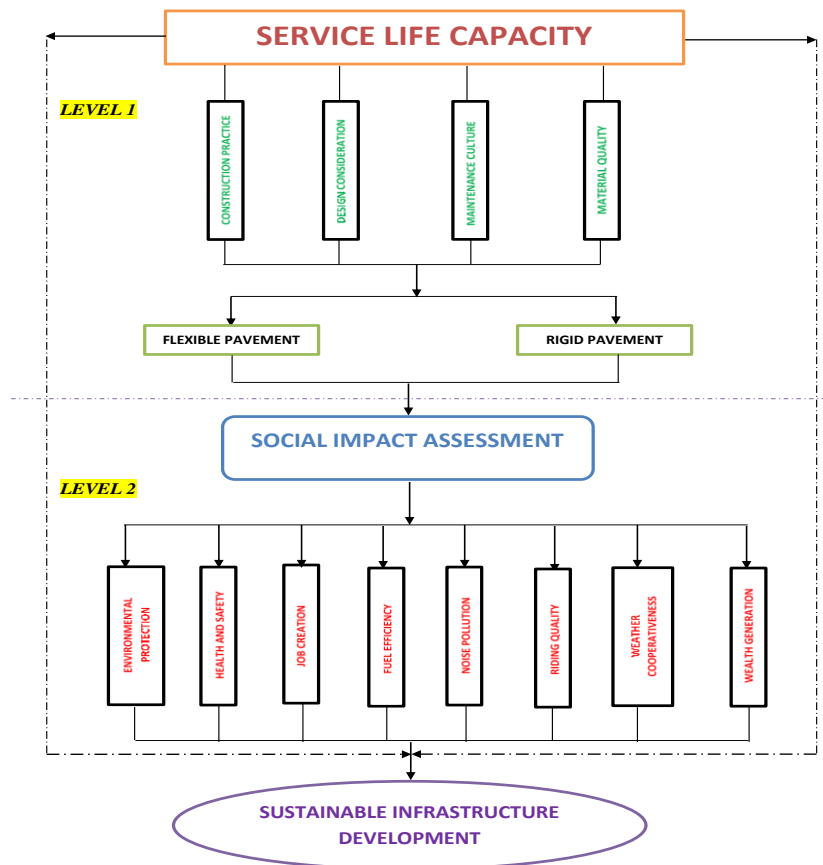 SERVICE LIFE CAPACITY
LEVEL 1
CONSTRUCTION PRACTICE
DESIGN CONSIDERATION
MAINTENANCE CULTURE
MATERIAL QUALITY
FLEXIBLE PAVEMENT
RIGID PAVEMENT
SOCIAL IMPACT ASSESSMENT
LEVEL 2
ENVIRONMENTAL
PROTECTION
HEALTH AND SAFETY
JOB CREATION
FUEL EFFICIENCY
NOISE POLLUTION
RIDING QUALITY
WEATHER
COOPERATIVENESS
WEALTH GENERATION
SUSTAINABLE INFRASTRUCTURE
DEVELOPMENT